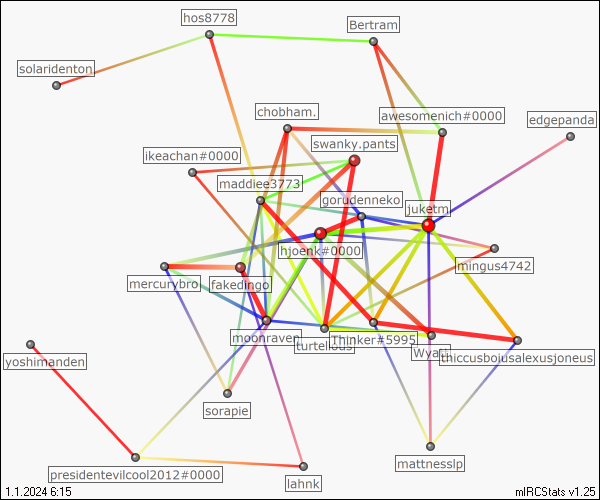 hos8778
Bertram
solaridenton
chobham.
awesomenich#0000
edgepanda
swanky.pants
ikeachan#0000
maddiee3773
gorudenneko
juketm
hjoenk#0000
mingus4742
mercurybro
fakedingo
moonraven
turtellous
Thinker#5995
Wyatt
thiccusboiusalexusjoneus
yoshimanden
sorapie
mattnesslp
presidentevilcool2012#0000
lahnk
1.1.2024 6:15
mIRCStats v1.25